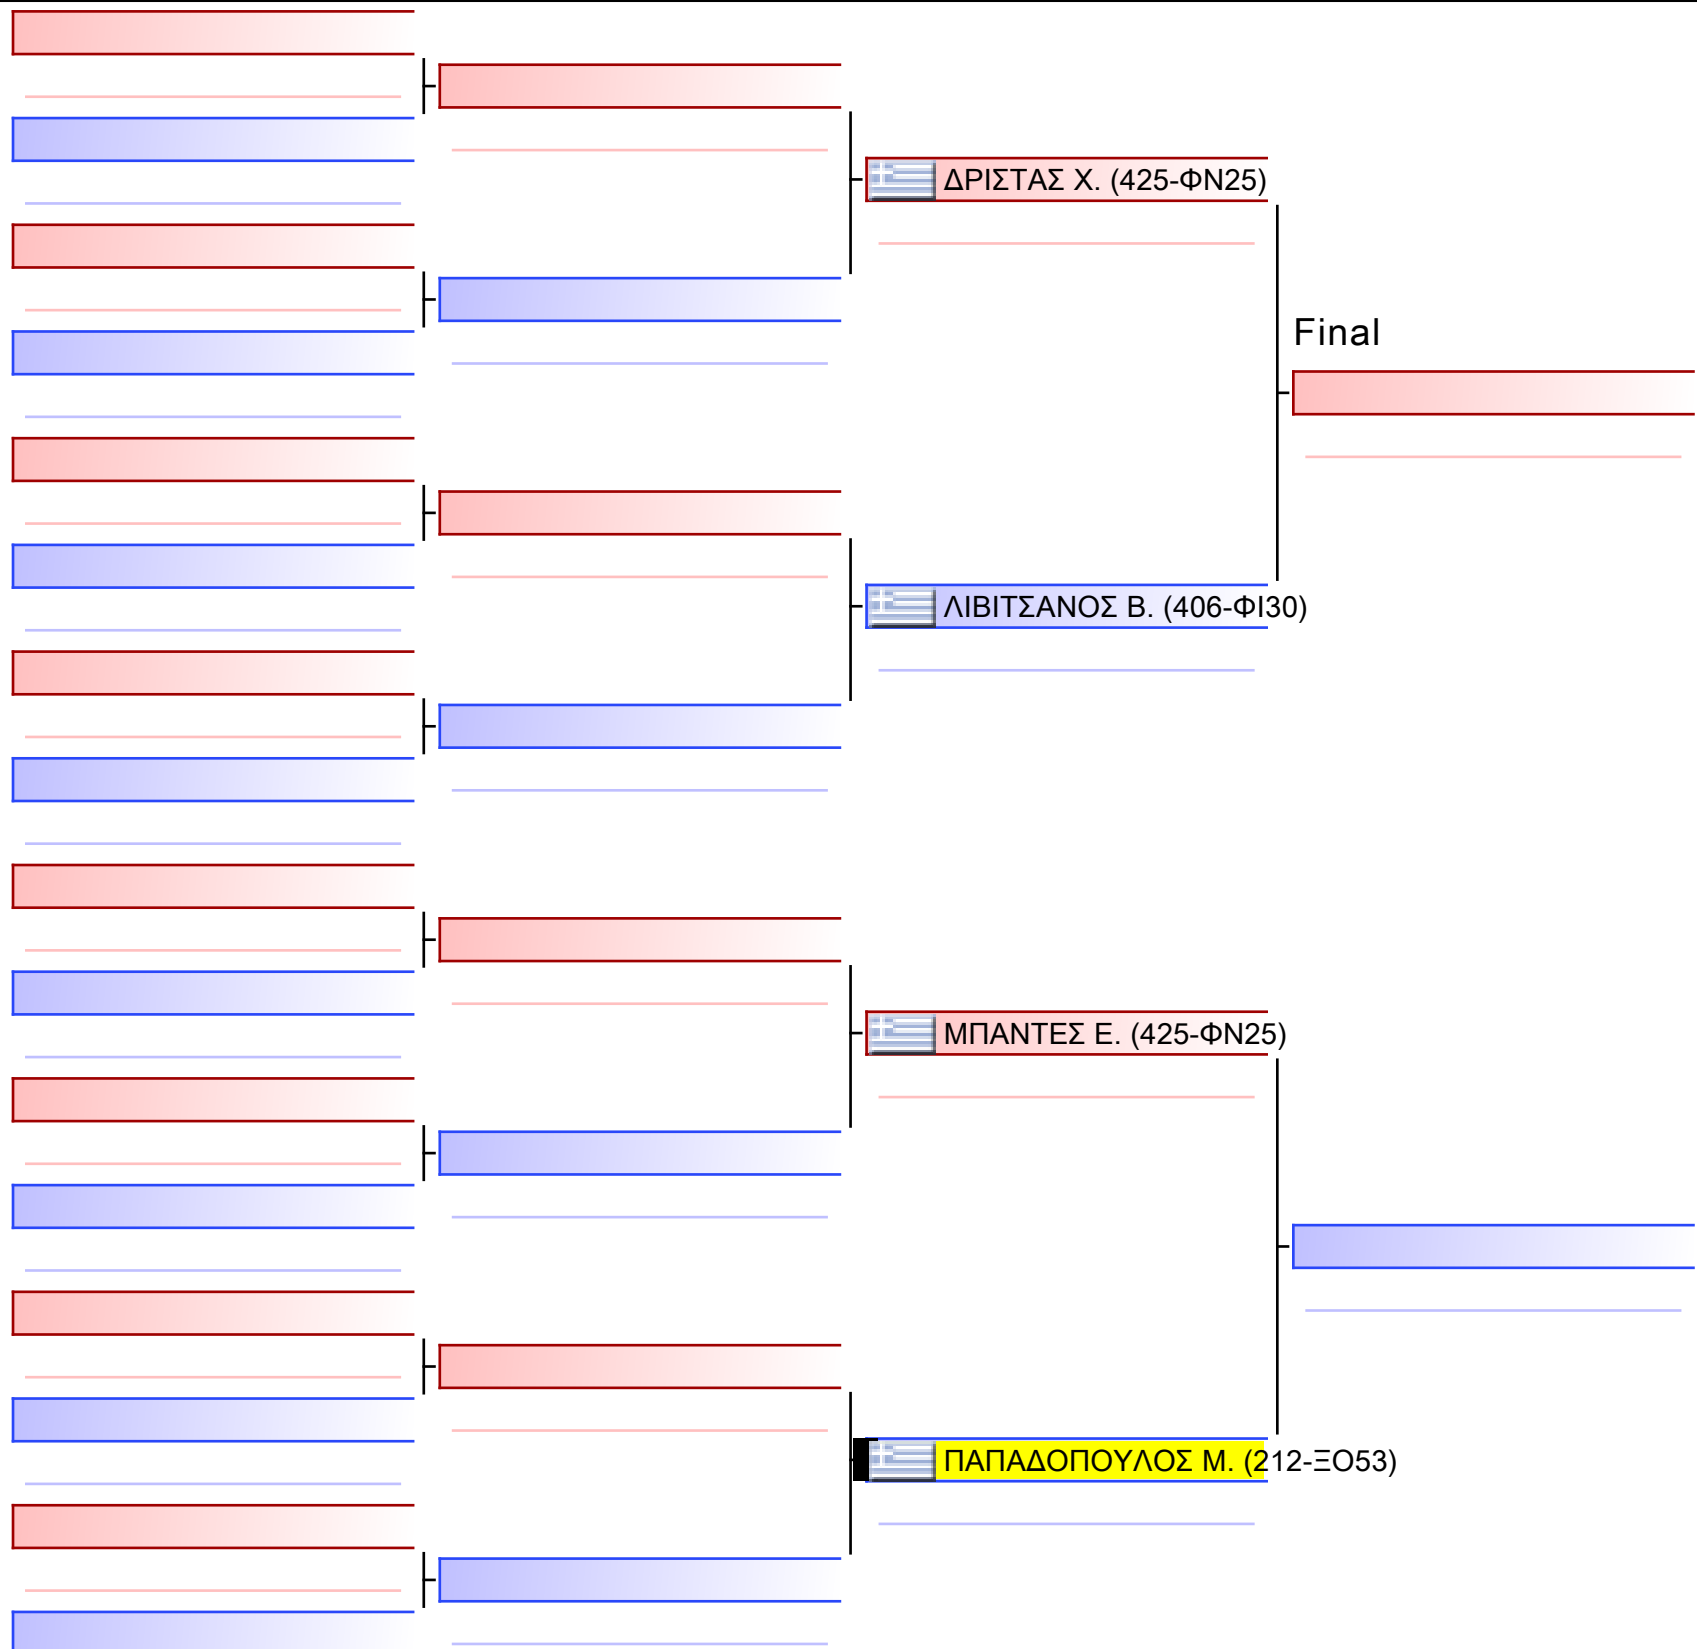 ΔΡΙΣΤΑΣ Χ. (425-ΦΝ25)
Final
ΛΙΒΙΤΣΑΝΟΣ Β. (406-ΦΙ30)
ΜΠΑΝΤΕΣ Ε. (425-ΦΝ25)
ΠΑΠΑΔΟΠΟΥΛΟΣ Μ. (212-ΞΟ53)